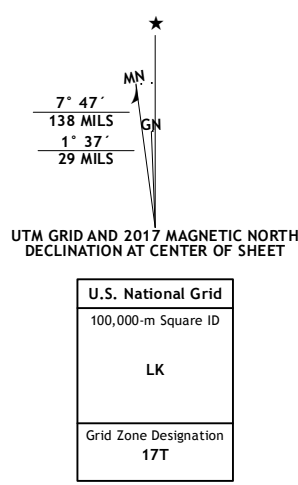 MN
7° 47´
138 MILS
GN
1° 37´
29 MILS
UTM GRID AND 2017 MAGNETIC NORTH
DECLINATION AT CENTER OF SHEET
U.S. National Grid
100,000-m Square ID
LK
Grid Zone Designation
17T